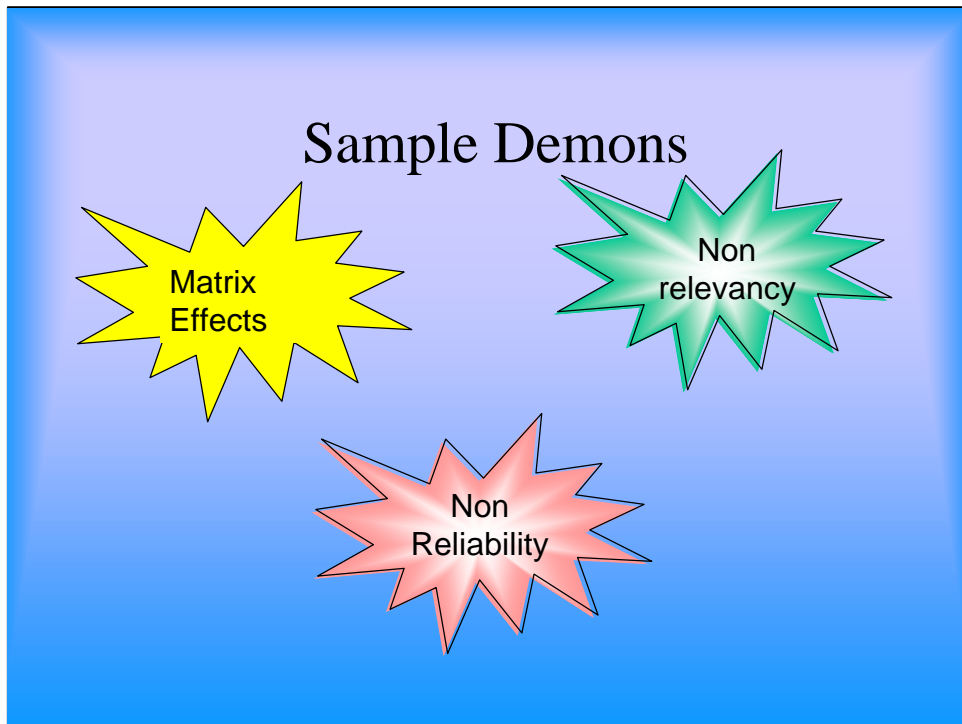 Sample Demons
Matrix
Effects
Non
relevancy
Non
Reliability